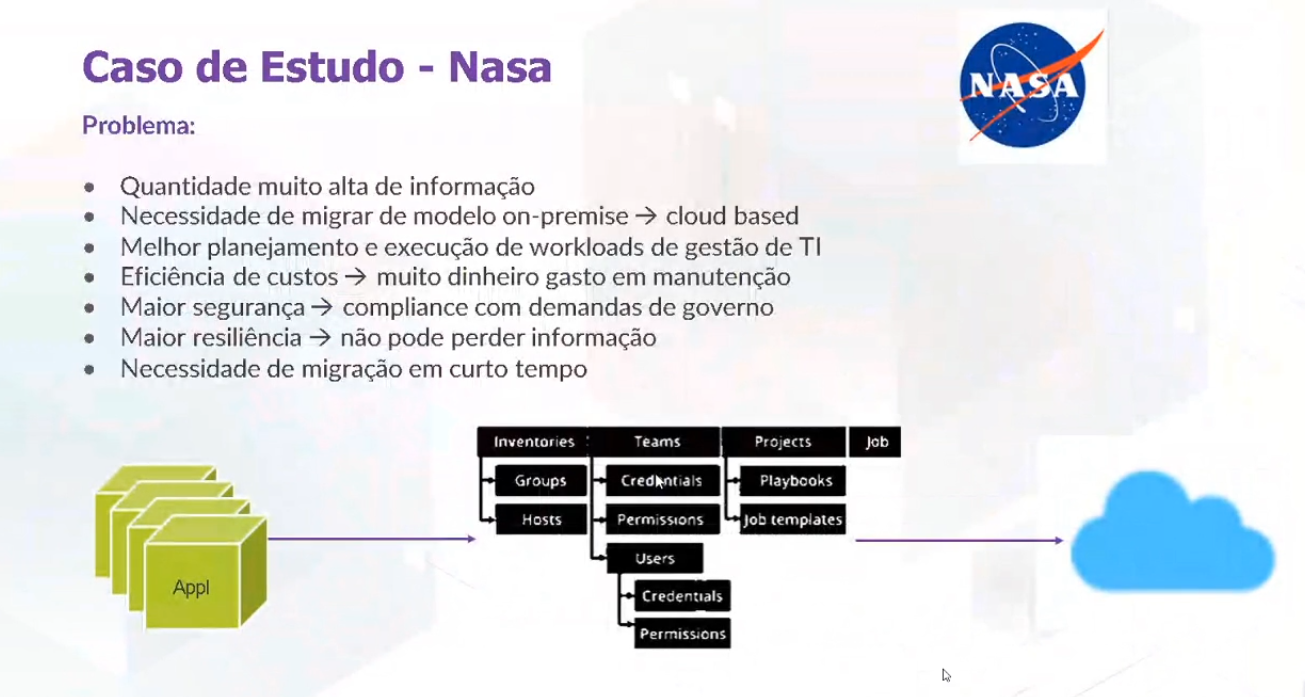 Caso de Estudo - Nasa
NASA
Problema:
• Quantidade muito alta de informação
• Necessidade de migrar de modelo on-premise → cloud based
• Melhor planejamento e execução de workloads de gestão de TI
• Eficiência de custos → muito dinheiro gasto em manutenção
• Maior segurança → compliance com demandas de governo
• Maior resiliência → não pode perder informação
• Necessidade de migração em curto tempo
Inventories
Groups
Hosts
Teams
Credentials
Permissions
Users
Credentials
Permissions
Projects
Playbooks
Job templates
Job
Appl